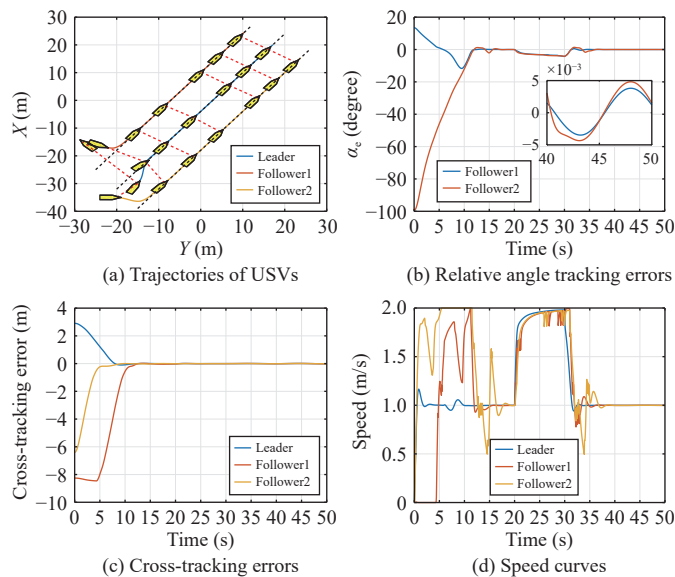 30
20
10
0
−10
−20
−30
−40
X (m)
−30 −20 −10 0 10 20 30
Y (m)
Leader
Follower1
Follower2
(a) Trajectories of USVs
20
0
−20
−40
−60
−80
−100
αe (degree)
×10−3
5
0
−5
40 45 50
Follower1
Follower2
0 5 10 15 20 25 30 35 40 45 50
Time (s)
(b) Relative angle tracking errors
4
2
0
−2
−4
−6
−8
−10
Cross-tracking error (m)
Leader
Follower1
Follower2
0 5 10 15 20 25 30 35 40 45 50
Time (s)
(c) Cross-tracking errors
2.0
1.5
1.0
0.5
0
Speed (m/s)
Leader
Follower1
Follower2
0 5 10 15 20 25 30 35 40 45 50
Time (s)
(d) Speed curves